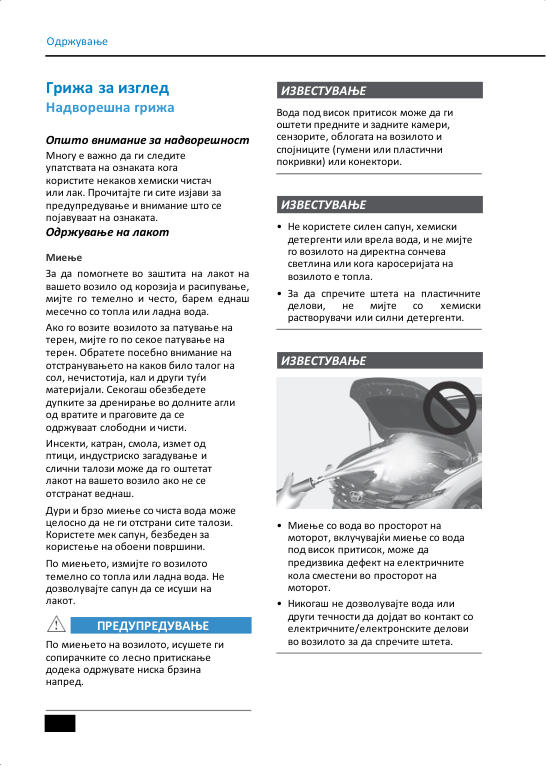 Одржување
Грижа за изглед
Надворешна грижа
Општо внимание за надворешност
Многу е важно да ги следите
упатствата на ознаката кога
користите некаков хемиски чистач
или лак. Прочитајте ги сите изјави за
предупредување и внимание што се
појавуваат на ознаката.
Одржување на лакот
Миење
За да помогнете во заштита на лакот на
вашето возило од корозија и расипување,
мијте го темелно и често, барем еднаш
месечно со топла или ладна вода.
Ако го возите возилото за патување на
терен, мијте го по секое патување на
терен. Обратете посебно внимание на
отстранувањето на каков било талог на
сол, нечистотија, кал и други туѓи
материјали. Секогаш обезбедете
дупките за дренирање во долните агли
од вратите и праговите да се
одржуваат слободни и чисти.
Инсекти, катран, смола, измет од
птици, индустриско загадување и
слични талози може да го оштетат
лакот на вашето возило ако не се
отстранат веднаш.
Дури и брзо миење со чиста вода може
целосно да не ги отстрани сите талози.
Користете мек сапун, безбеден за
користење на обоени површини.
По миењето, измијте го возилото
темелно со топла или ладна вода. Не
дозволувајте сапун да се исуши на
лакот.
ПРЕДУПРЕДУВАЊЕ
По миењето на возилото, исушете ги
сопирачките со лесно притискање
додека одржувате ниска брзина
напред.
ИЗВЕСТУВАЊЕ
Вода под висок притисок може да ги
оштети предните и задните камери,
сензорите, облогата на возилото и
спојниците (гумени или пластични
покривки) или конектори.
ИЗВЕСТУВАЊЕ
• Не користете силен сапун, хемиски
детергенти или врела вода, и не мијте
го возилото на директна сончева
светлина или кога каросеријата на
возилото е топла.
• За да спречите штета на пластичните
делови, не мијте со хемиски
растворувачи или силни детергенти.
ИЗВЕСТУВАЊЕ
• Миење со вода во просторот на
моторот, вклучувајќи миење со вода
под висок притисок, може да
предизвика дефект на електричните
кола сместени во просторот на
моторот.
• Никогаш не дозволувајте вода или
други течности да дојдат во контакт со
електричните/електронските делови
во возилото за да спречите штета.